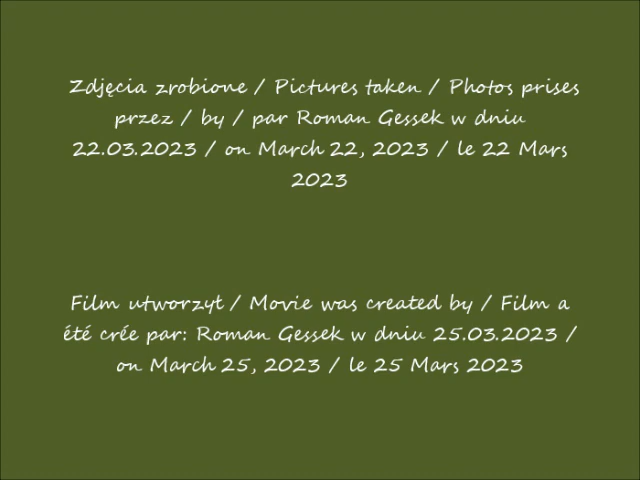 Zdjęcia zrobione / Pictures taken / Photos prises
przez / by / par Roman Gessek w dniu
22.03.2023 / on March 22, 2023 / le 22 Mars
2023
Film utworzył / Movie was created by / Film a
été crée par: Roman Gessek w dniu 25.03.2023 /
on March 25, 2023 / le 25 Mars 2023